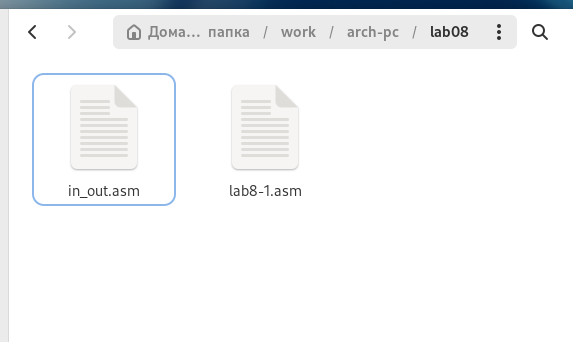 Дома... папка / work / arch-pc / lab08
in_out.asm
lab8-1.asm